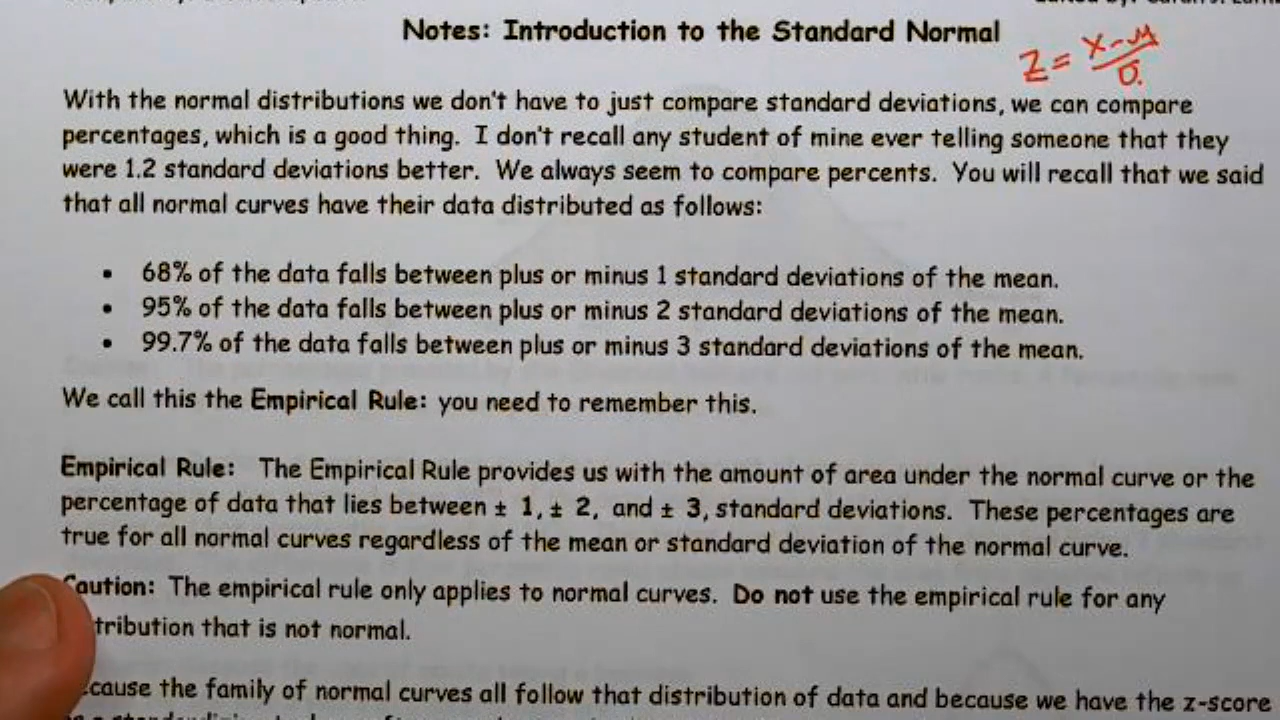 Notes: Introduction to the Standard Normal
z = x-μ/σ
With the normal distributions we don't have to just compare standard deviations, we can compare
percentages, which is a good thing. I don't recall any student of mine ever telling someone that they
were 1.2 standard deviations better. We always seem to compare percents. You will recall that we said
that all normal curves have their data distributed as follows:
• 68% of the data falls between plus or minus 1 standard deviations of the mean.
• 95% of the data falls between plus or minus 2 standard deviations of the mean.
• 99.7% of the data falls between plus or minus 3 standard deviations of the mean.
We call this the Empirical Rule: you need to remember this.
Empirical Rule: The Empirical Rule provides us with the amount of area under the normal curve or the
percentage of data that lies between ± 1, ± 2, and ± 3, standard deviations. These percentages are
true for all normal curves regardless of the mean or standard deviation of the normal curve.
aution: The empirical rule only applies to normal curves. Do not use the empirical rule for any
tribution that is not normal.
cause the family of normal curves all follow that distribution of data and because we have the z-score